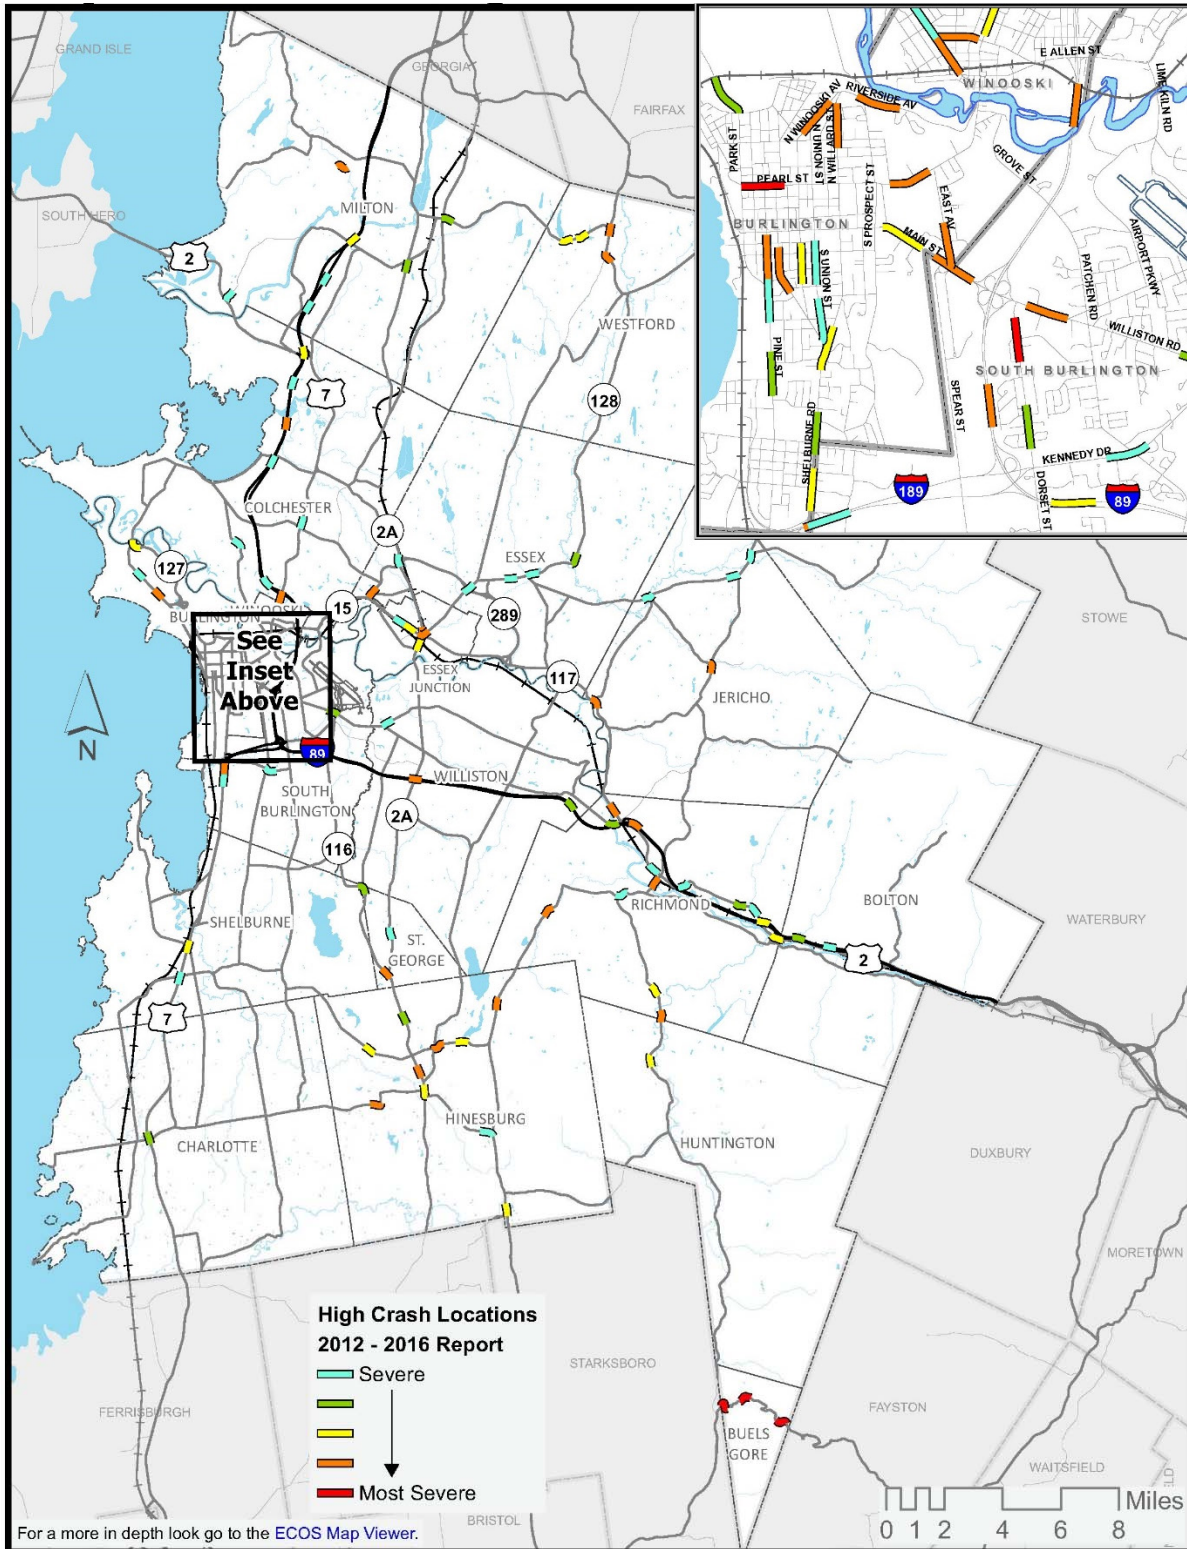 GRAND ISLE
GEORGIA
FAIRFAX
SOUTH HERO
MILTON
2
WESTFORD
7
128
COLCHESTER
2A
ESSEX
127
15
289
BURLINGTON
WINOOSKI
See
Inset
Above
ESSEX
JUNCTION
117
JERICHO
STOWE
N
89
WILLISTON
SOUTH
BURLINGTON
2A
116
RICHMOND
BOLTON
WATERBURY
SHELBURNE
ST.
GEORGE
2
7
HINESBURG
CHARLOTTE
HUNTINGTON
DUXBURY
MORETOWN
STARKSBORO
FERRISBURGH
BUELS
GORE
FAYSTON
WAITSFIELD
BRISTOL
High Crash Locations
2012 - 2016 Report
Severe
Most Severe
Miles
0 1 2 4 6 8
For a more in depth look go to the ECOS Map Viewer.
E ALLEN ST
WINOOSKI
LIME KILN RD
RIVERSIDE AV
N WINOOSKI AV
N UNION ST
N WILLARD ST
PARK ST
PEARL ST
S PROSPECT ST
GROVE ST
EAST AV
BURLINGTON
MAIN ST
S UNION ST
PATCHEN RD
AIRPORT PKWY
WILLISTON RD
PINE ST
SOUTH BURLINGTON
SPEAR ST
SHELBURNE RD
KENNEDY DR
DORSET ST
189
89